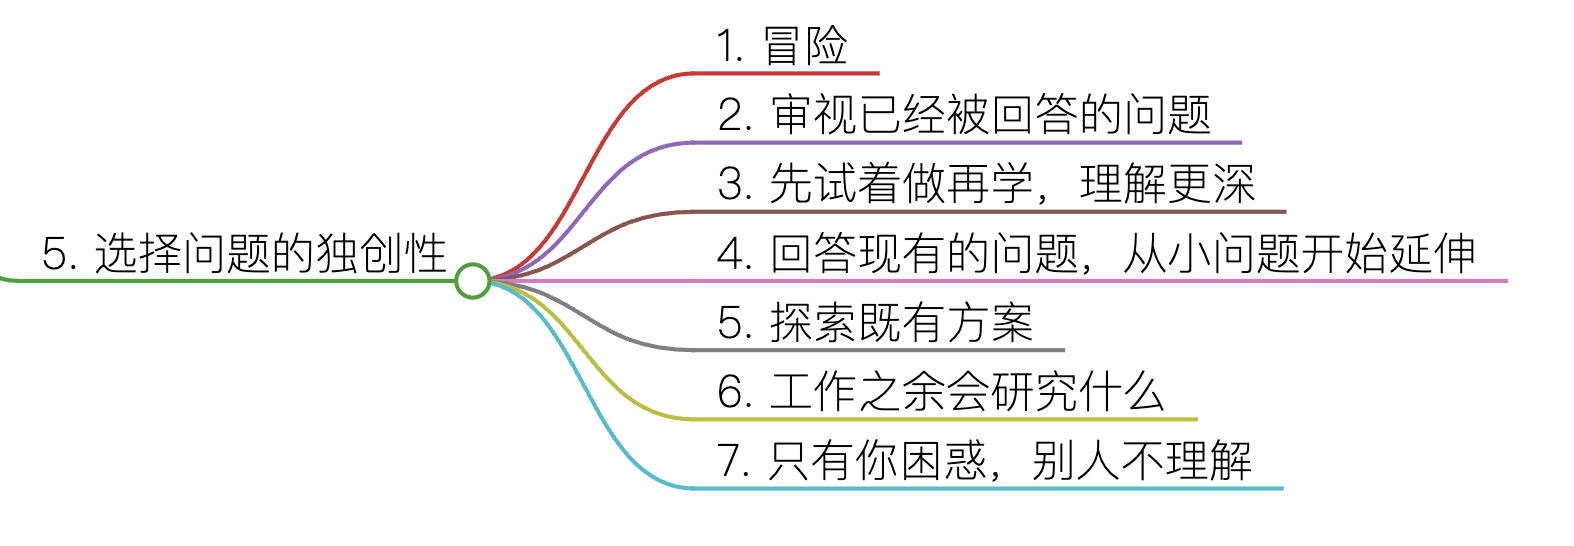 1. 冒险
2. 审视已经被回答的问题
3. 先试着做再学，理解更深
5. 选择问题的独创性
4. 回答现有的问题，从小问题开始延伸
5. 探索既有方案
6. 工作之余会研究什么
7. 只有你困惑，别人不理解